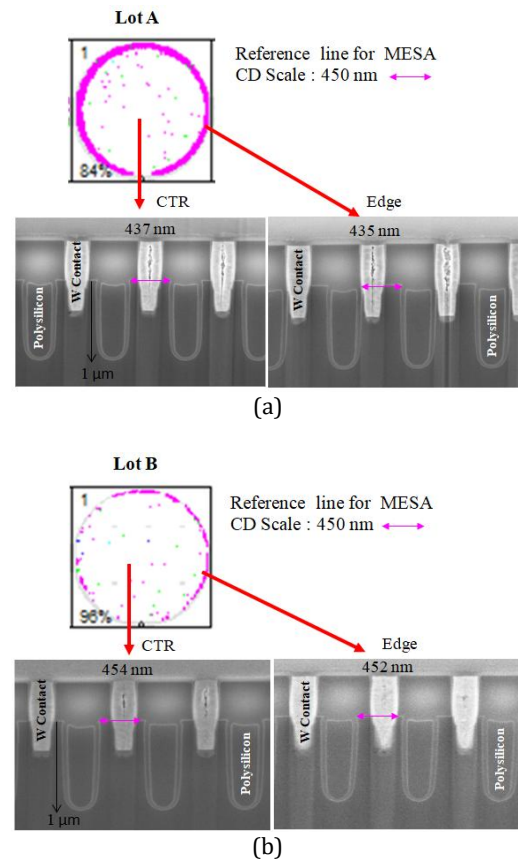 Lot A
1
84%
Reference line for MESA
CD Scale : 450 nm
CTR
Edge
437 nm
435 nm
Polysilicon
W Contact
1 µm
W Contact
Polysilicon
(a)
Lot B
1
96%
Reference line for MESA
CD Scale : 450 nm
CTR
Edge
454 nm
452 nm
W Contact
1 µm
Polysilicon
W Contact
Polysilicon
(b)